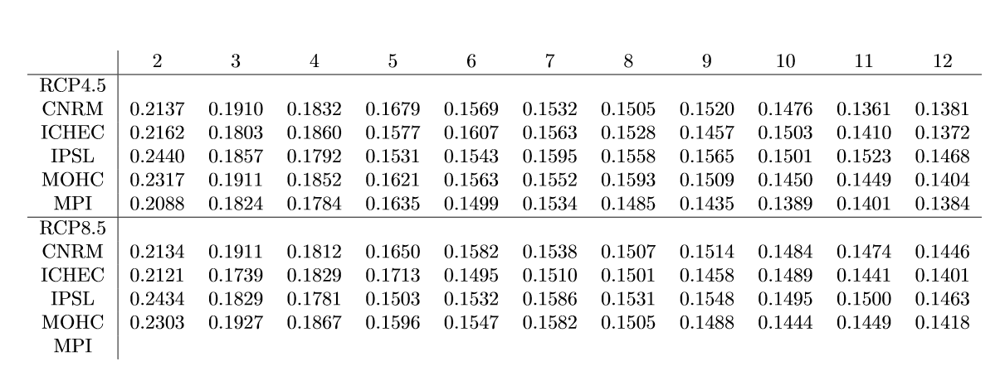 2 3 4 5 6 7 8 9 10 11 12
RCP4.5
CNRM 0.2137 0.1910 0.1832 0.1679 0.1569 0.1532 0.1505 0.1520 0.1476 0.1361 0.1381
ICHEC 0.2162 0.1803 0.1860 0.1577 0.1607 0.1563 0.1528 0.1457 0.1503 0.1410 0.1372
IPSL 0.2440 0.1857 0.1792 0.1531 0.1543 0.1595 0.1558 0.1565 0.1501 0.1523 0.1468
MOHC 0.2317 0.1911 0.1852 0.1621 0.1563 0.1552 0.1593 0.1509 0.1450 0.1449 0.1404
MPI 0.2088 0.1824 0.1784 0.1635 0.1499 0.1534 0.1485 0.1435 0.1389 0.1401 0.1384
RCP8.5
CNRM 0.2134 0.1911 0.1812 0.1650 0.1582 0.1538 0.1507 0.1514 0.1484 0.1474 0.1446
ICHEC 0.2121 0.1739 0.1829 0.1713 0.1495 0.1510 0.1501 0.1458 0.1489 0.1441 0.1401
IPSL 0.2434 0.1829 0.1781 0.1503 0.1532 0.1586 0.1531 0.1548 0.1495 0.1500 0.1463
MOHC 0.2303 0.1927 0.1867 0.1596 0.1547 0.1582 0.1505 0.1488 0.1444 0.1449 0.1418
MPI